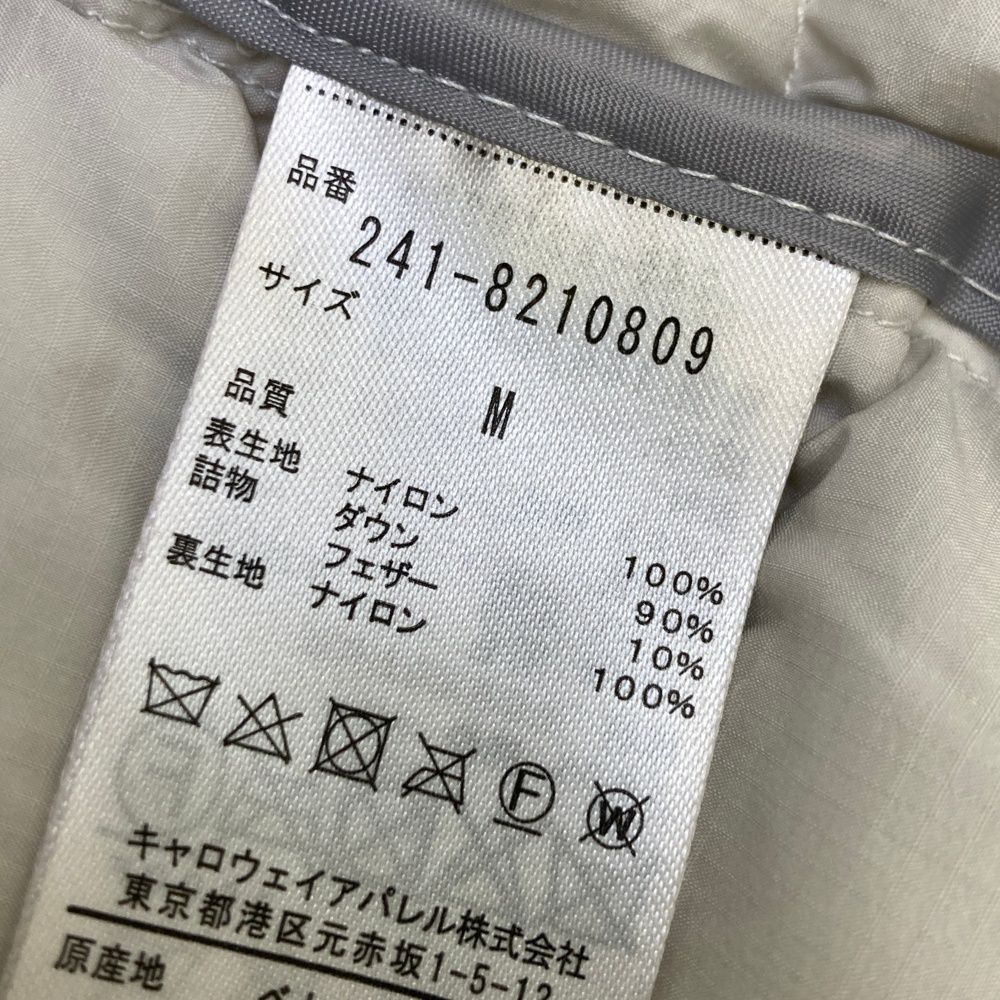 品番
241-8210809
サイズ
M
品質
表生地 ナイロン 100%
詰物 ダウン 90%
フェザー 10%
裏生地 ナイロン 100%
F W
キャロウェイアパレル株式会社
東京都港区元赤坂1-5-12
原産地